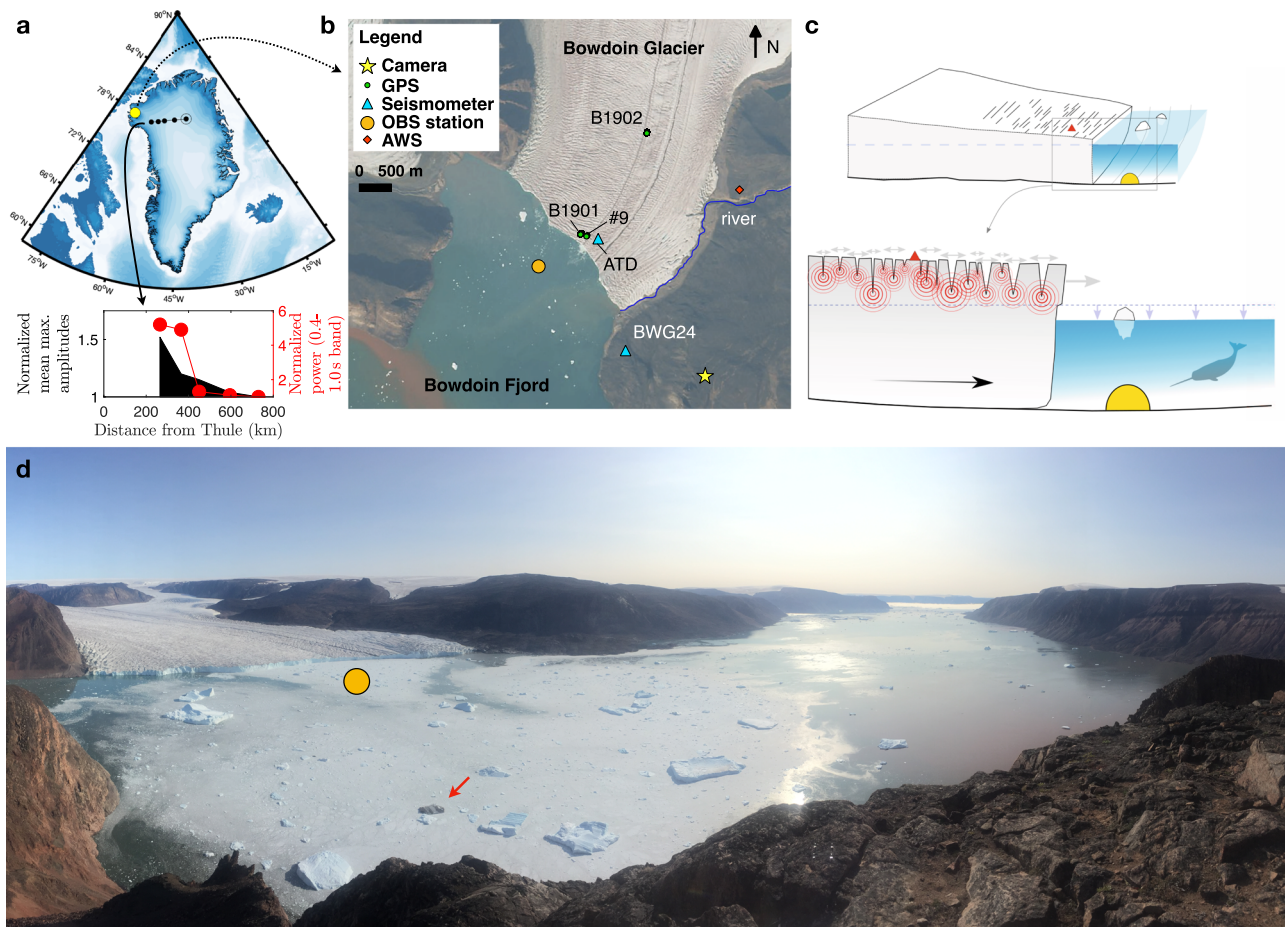 a
90°N
84°N
78°N
72°N
66°N
60°N
75°W
60°W
45°W
30°W
15°W
Normalized
mean max.
amplitudes
1.5
1
6
4
2
Normalized
power (0.4-
1.0 s band)
0 200 400 600 800
Distance from Thule (km)
b
Legend
Camera
GPS
Seismometer
OBS station
AWS
0 500 m
Bowdoin Glacier
N
B1902
B1901
#9
ATD
river
BWG24
Bowdoin Fjord
c
d